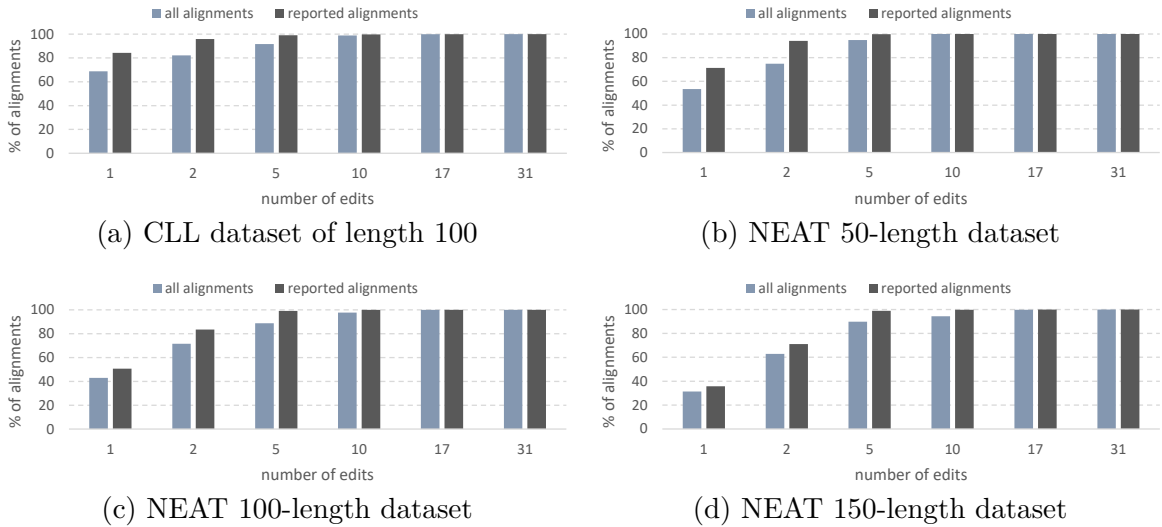 all alignments reported alignments
% of alignments
100
80
60
40
20
0
1 2 5 10 17 31
number of edits
(a) CLL dataset of length 100
all alignments reported alignments
% of alignments
100
80
60
40
20
0
1 2 5 10 17 31
number of edits
(b) NEAT 50-length dataset
all alignments reported alignments
% of alignments
100
80
60
40
20
0
1 2 5 10 17 31
number of edits
(c) NEAT 100-length dataset
all alignments reported alignments
% of alignments
100
80
60
40
20
0
1 2 5 10 17 31
number of edits
(d) NEAT 150-length dataset